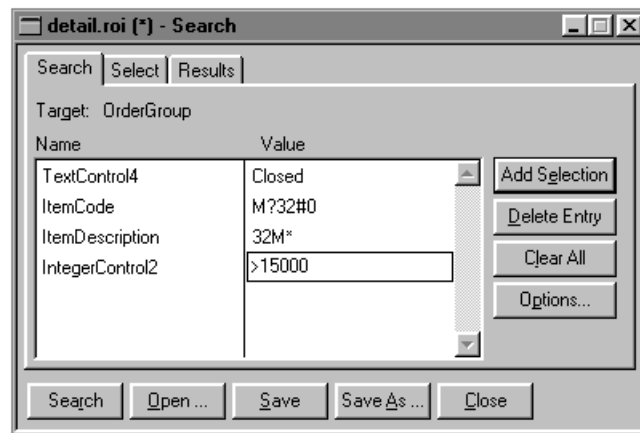 detail.roi (*) - Search
Search Select Results
Target: OrderGroup
Name Value
TextControl4 Closed
ItemCode M?32#0
ItemDescription 32M*
IntegerControl2 >15000
Add Selection
Delete Entry
Clear All
Options...
Search Open ... Save Save As ... Close